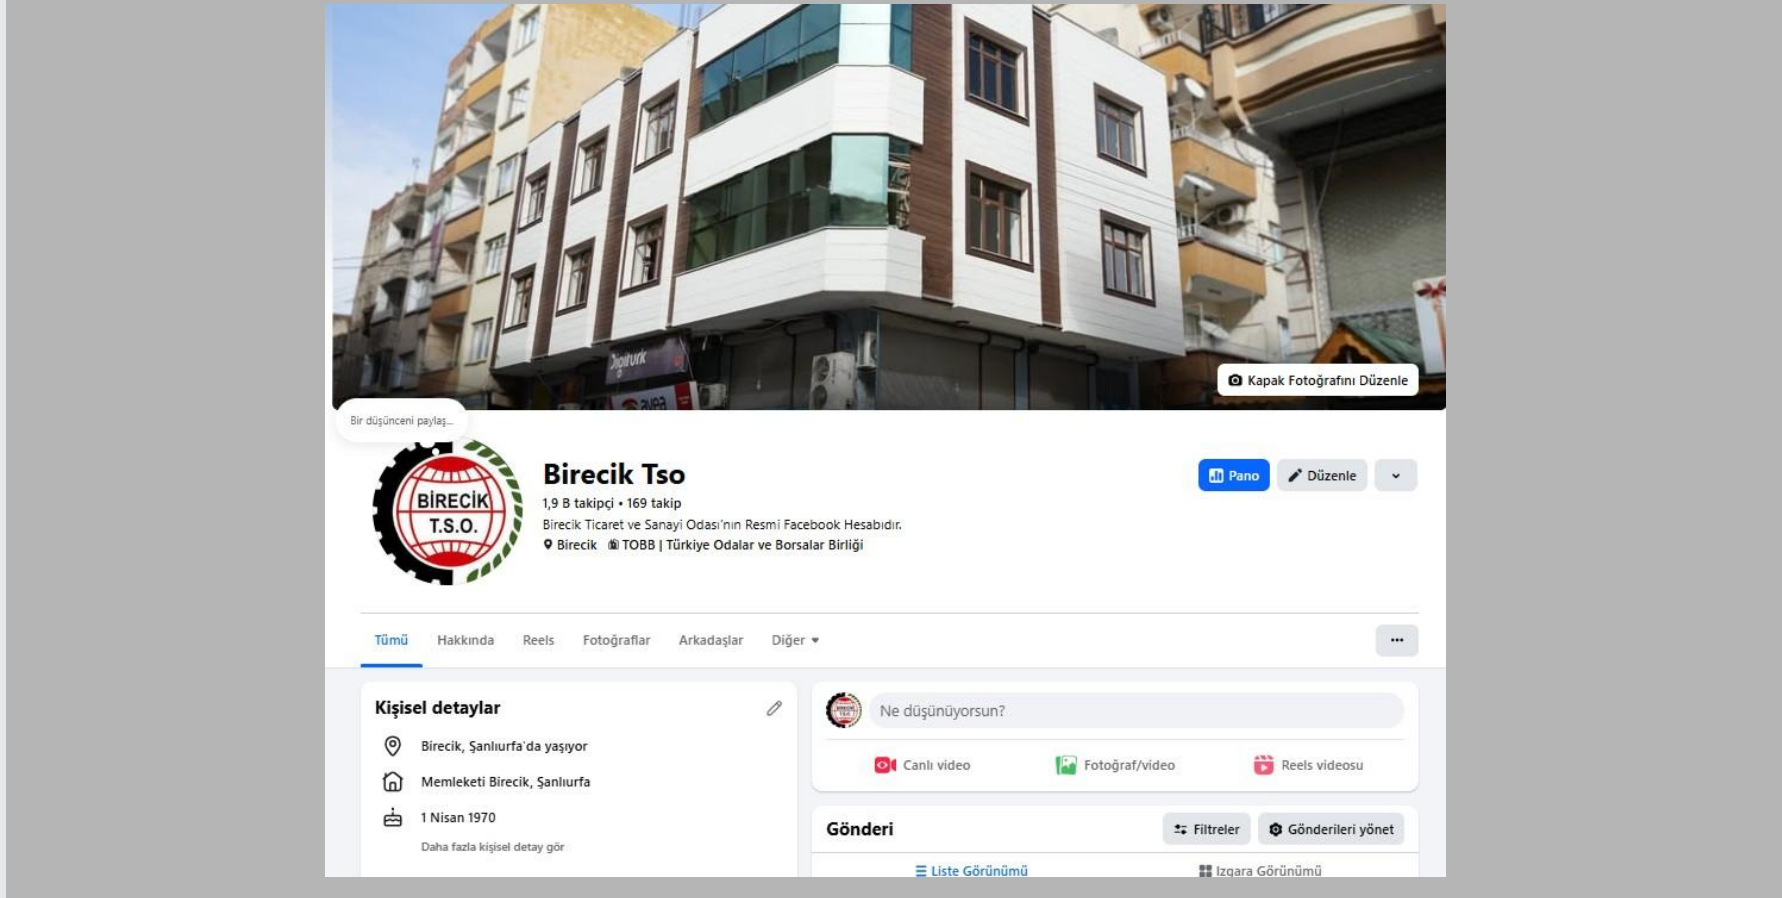 Digiturk
avea
Kapak Fotoğrafını Düzenle
Bir düşünceni paylaş...
BİRECİK
T.S.O.
Birecik Tso
1,9 B takipçi • 169 takip
Birecik Ticaret ve Sanayi Odası'nın Resmi Facebook Hesabıdır.
Birecik TOBB | Türkiye Odalar ve Borsalar Birliği
Pano
Düzenle
Tümü Hakkında Reels Fotoğraflar Arkadaşlar Diğer
Kişisel detaylar
Birecik, Şanlıurfa'da yaşıyor
Memleketi Birecik, Şanlıurfa
1 Nisan 1970
Daha fazla kişisel detay gör
Ne düşünüyorsun?
Canlı video Fotoğraf/video Reels videosu
Gönderi
Filtreler Gönderileri yönet
Liste Görünümü Izgara Görünümü